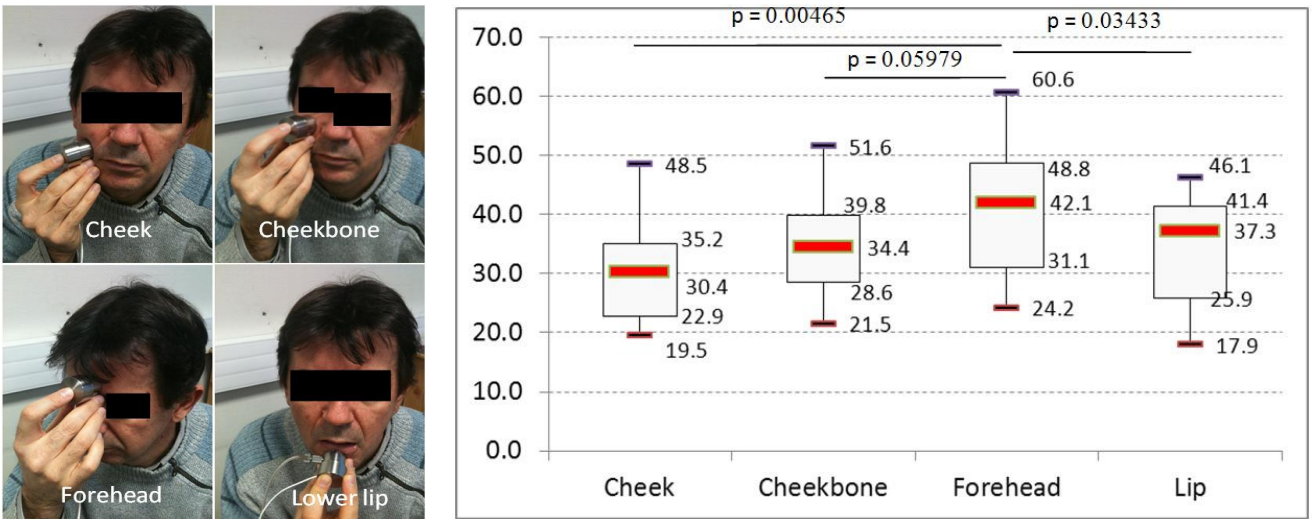 Cheek
Cheekbone
Forehead
Lower lip
p = 0.00465
p = 0.03433
p = 0.05979
70.0
60.0
50.0
40.0
30.0
20.0
10.0
0.0
48.5
35.2
30.4
22.9
19.5
51.6
39.8
34.4
28.6
21.5
60.6
48.8
42.1
31.1
24.2
46.1
41.4
37.3
25.9
17.9
Cheek
Cheekbone
Forehead
Lip